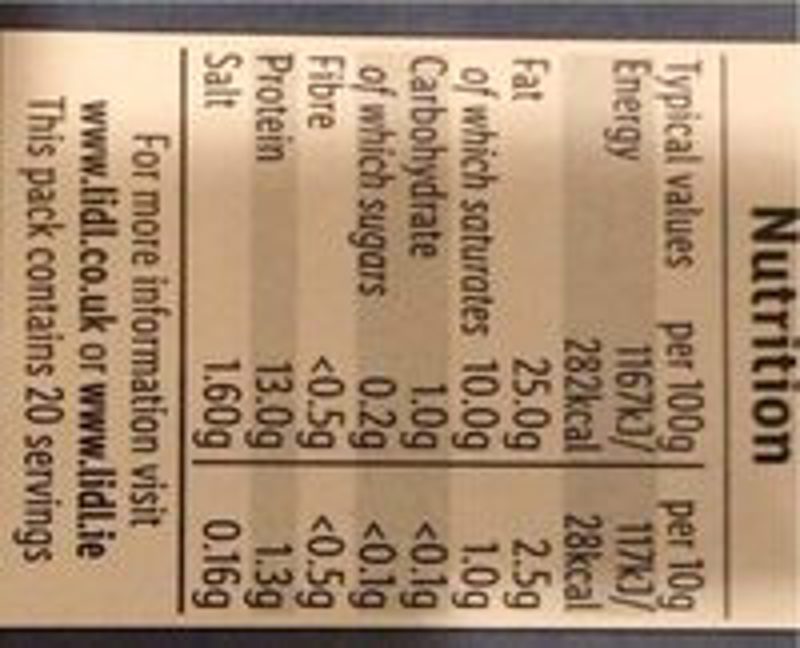 Nutrition
Typical values per 100g per 10g
Energy 1167kJ/ 117kJ/
282kcal 28kcal
Fat 25.0g 2.5g
of which saturates 10.0g 1.0g
Carbohydrate 1.0g <0.1g
of which sugars 0.2g <0.1g
Fibre <0.5g <0.5g
Protein 13.0g 1.3g
Salt 1.60g 0.16g
For more information visit
www.lidl.co.uk or www.lidl.ie
This pack contains 20 servings